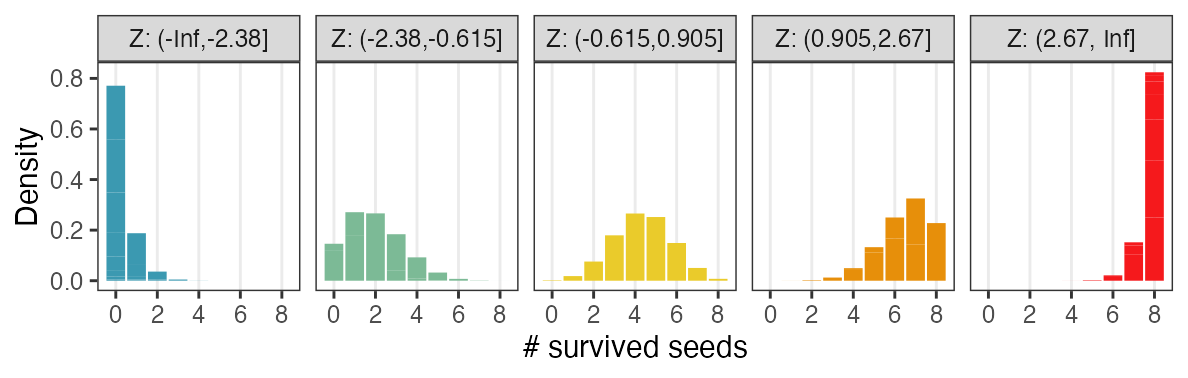 Z: (-Inf,-2.38] Z: (-2.38,-0.615] Z: (-0.615,0.905] Z: (0.905,2.67] Z: (2.67, Inf]
0.8
0.6
0.4
0.2
0.0
Density
0 2 4 6 8 0 2 4 6 8 0 2 4 6 8 0 2 4 6 8 0 2 4 6 8
# survived seeds